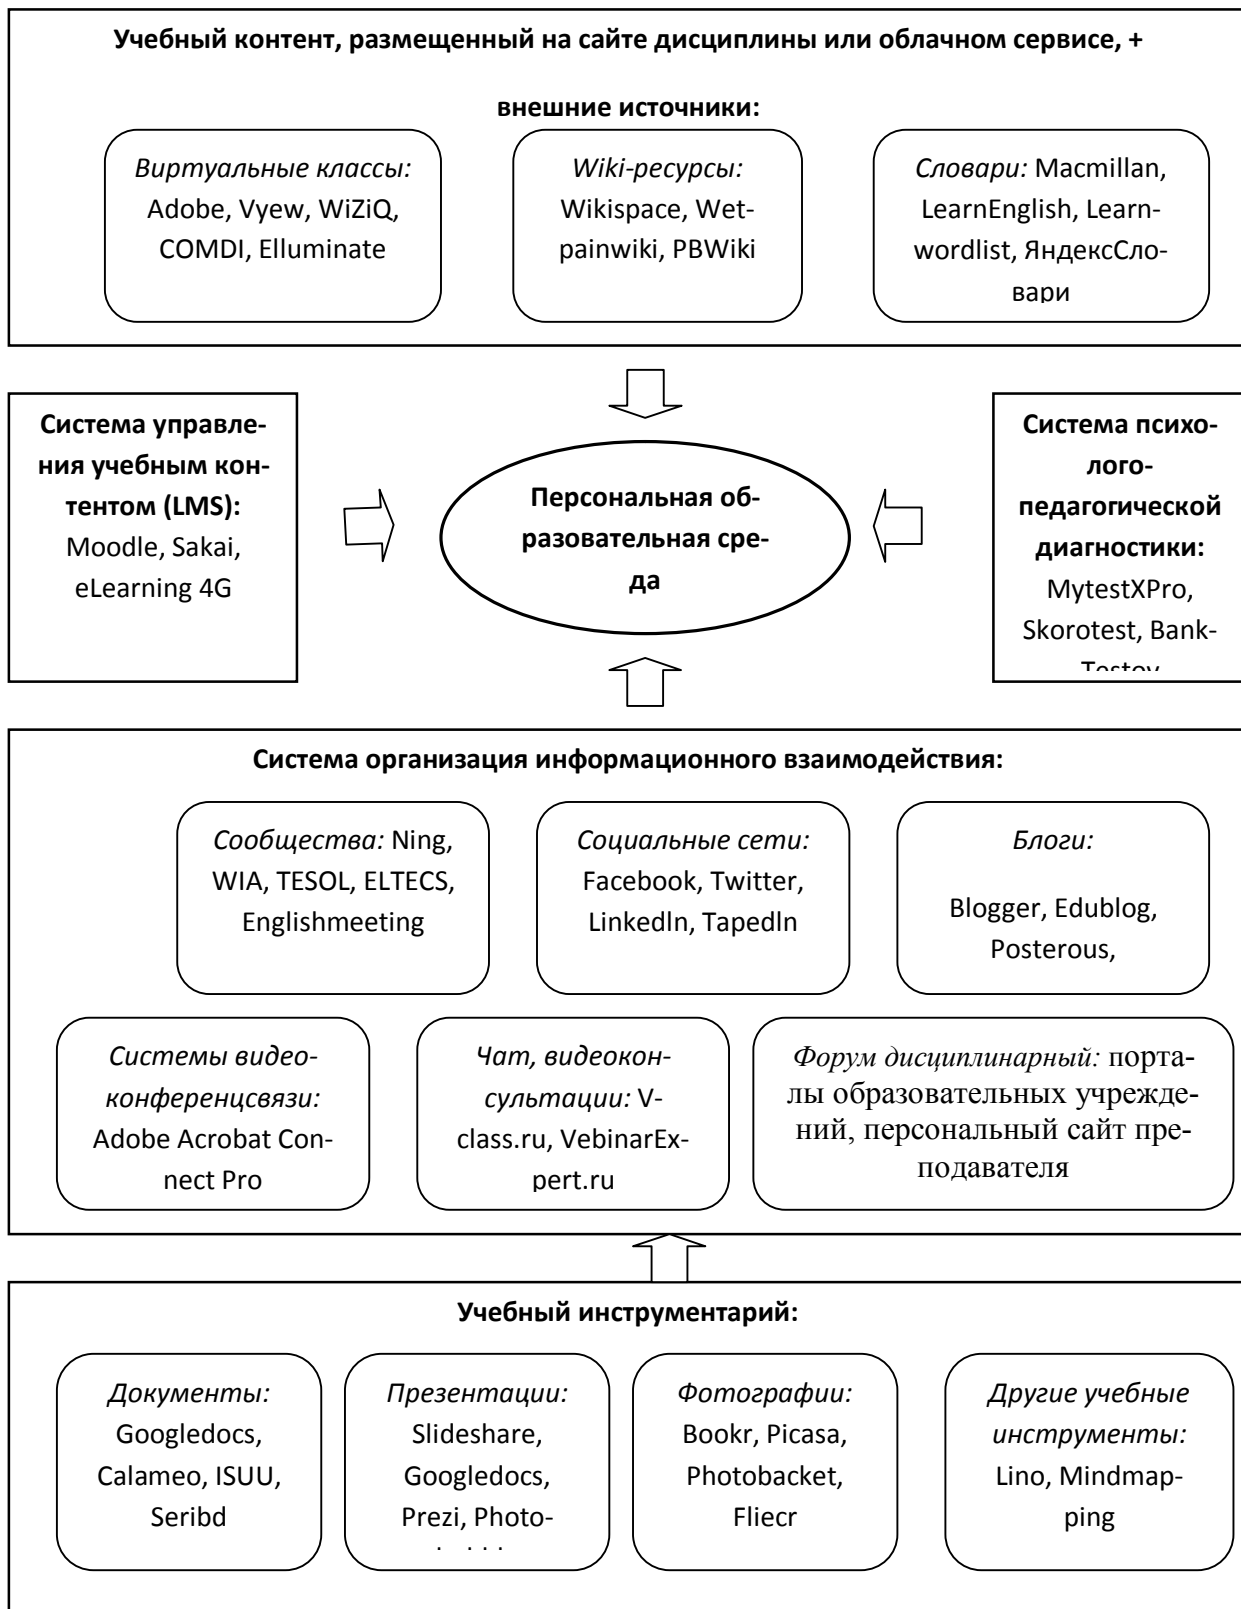 Учебный контент, размещенный на сайте дисциплины или облачном сервисе, +
внешние источники:
Виртуальные классы:
Adobe, Vyew, WiZiQ,
COMDI, Elluminate
Wiki-ресурсы:
Wikispace, Wet-
painwiki, PBWiki
Словари: Macmillan,
LearnEnglish, Learn-
wordlist, ЯндексСло-
вари
Система управле-
ния учебным кон-
тентом (LMS):
Moodle, Sakai,
eLearning 4G
Персональная об-
разовательная сре-
да
Система психо-
лого-
педагогической
диагностики:
MytestXPro,
Skorotest, Bank-
Testov
Система организация информационного взаимодействия:
Сообщества: Ning,
WIA, TESOL, ELTECS,
Englishmeeting
Социальные сети:
Facebook, Twitter,
LinkedIn, TapedIn
Блоги:
Blogger, Edublog,
Posterous,
Системы видео-
конференцсвязи:
Adobe Acrobat Con-
nect Pro
Чат, видеокон-
сультации: V-
class.ru, VebinarEx-
pert.ru
Форум дисциплинарный: порта-
лы образовательных учрежде-
ний, персональный сайт пре-
подавателя
Учебный инструментарий:
Документы:
Googledocs,
Calameo, ISUU,
Seribd
Презентации:
Slideshare,
Googledocs,
Prezi, Photo-
Фотографии:
Bookr, Picasa,
Photobacket,
Fliecr
Другие учебные
инструменты:
Lino, Mindmap-
ping